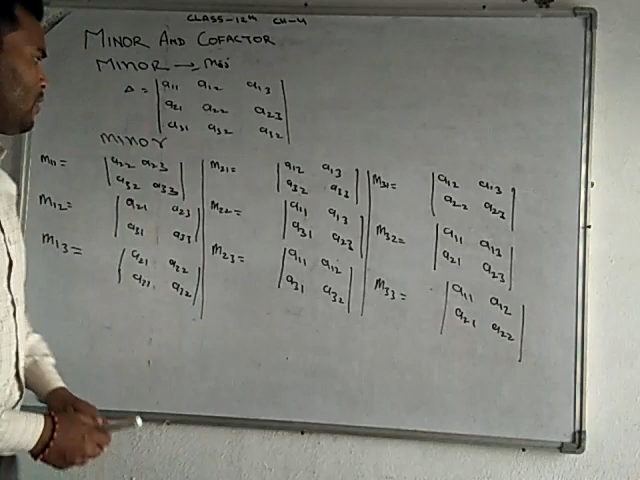 CLASS-12th CH-4
MINOR AND COFACTOR
MINOR → Mij
Δ = | a11 a12 a13 |
| a21 a22 a23 |
| a31 a32 a32 |
MINOR
M11 = | a22 a23 |
| a32 a33 |
M12 = | a21 a23 |
| a31 a33 |
M13 = | a21 a22 |
| a31 a32 |
M21 = | a12 a13 |
| a32 a33 |
M22 = | a11 a13 |
| a31 a23 |
M23 = | a11 a12 |
| a31 a32 |
M31 = | a12 a13 |
| a22 a23 |
M32 = | a11 a13 |
| a21 a23 |
M33 = | a11 a12 |
| a21 a22 |